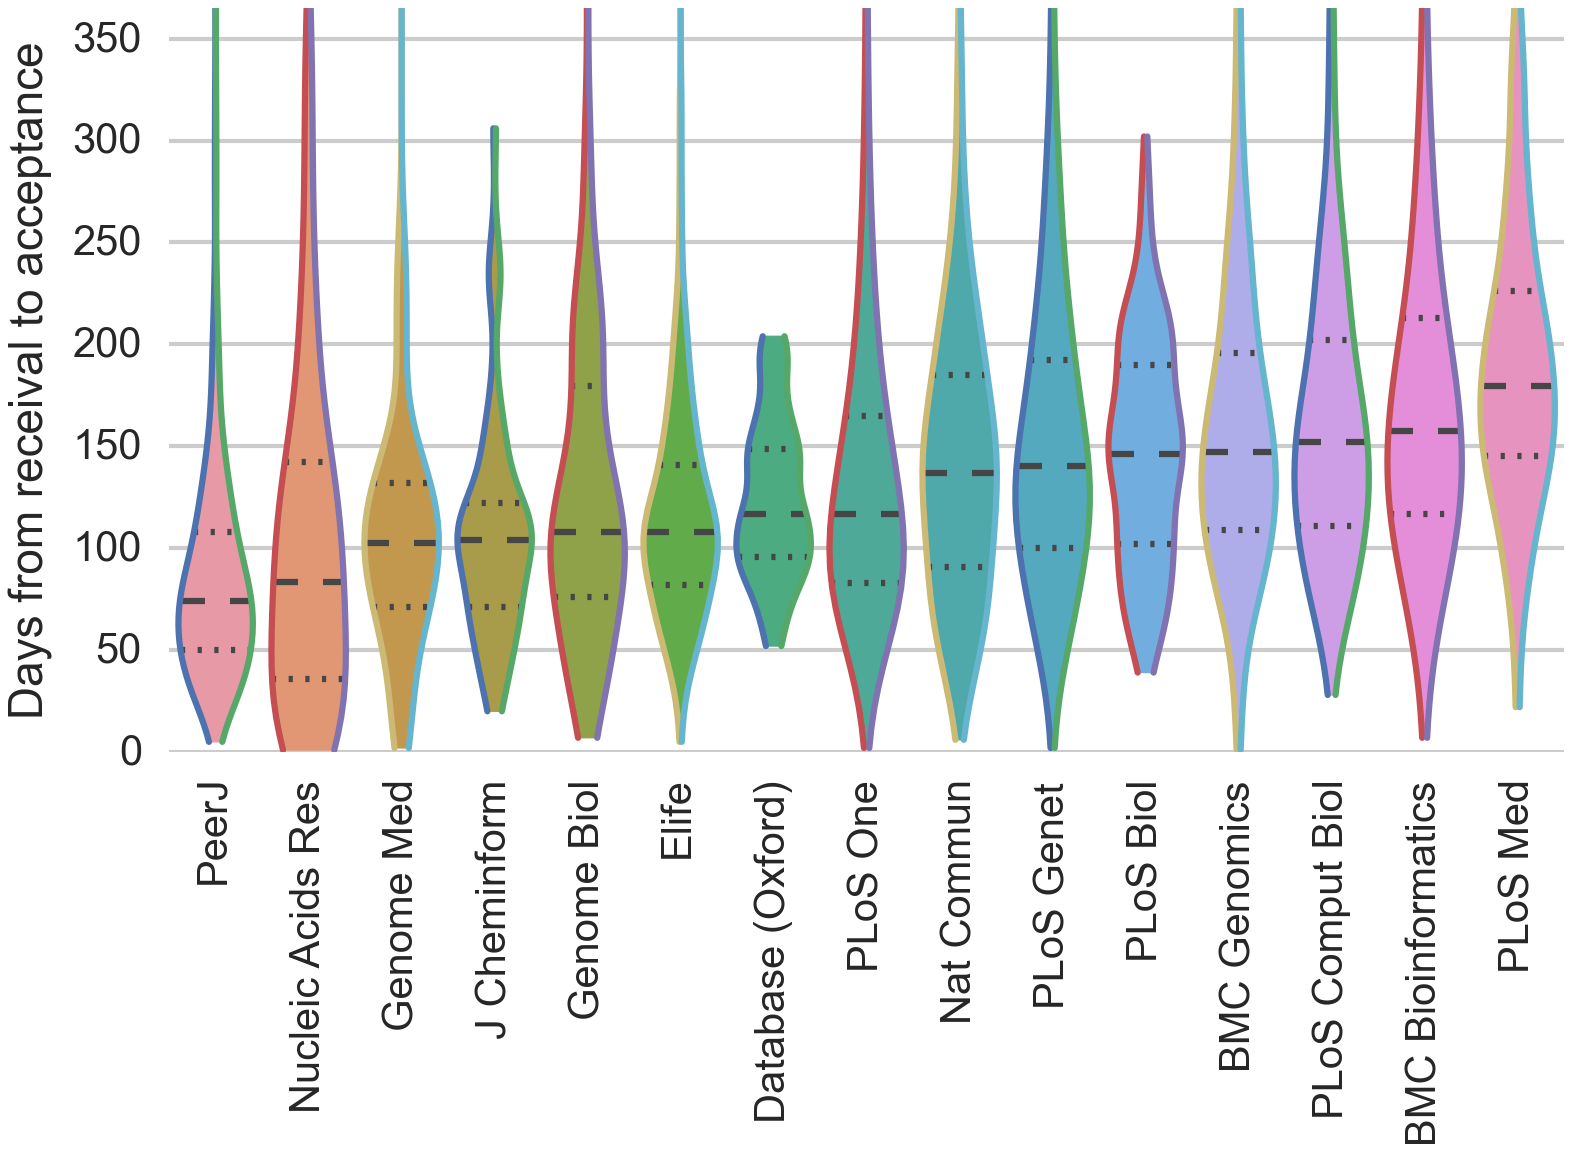 Days from receival to acceptance
350
300
250
200
150
100
50
0
PeerJ
Nucleic Acids Res
Genome Med
J Cheminform
Genome Biol
Elife
Database (Oxford)
PLoS One
Nat Commun
PLoS Genet
PLoS Biol
BMC Genomics
PLoS Comput Biol
BMC Bioinformatics
PLoS Med